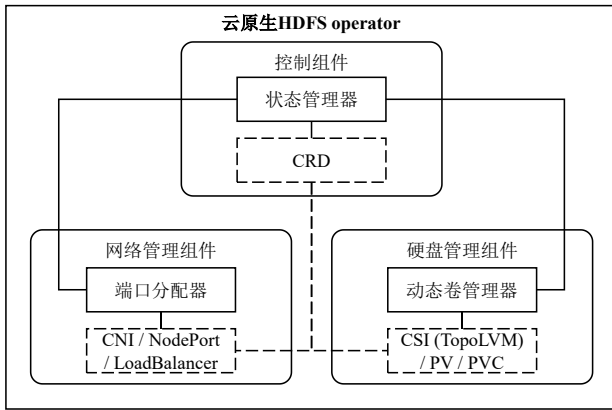 云原生HDFS operator
控制组件
状态管理器
CRD
网络管理组件
端口分配器
CNI / NodePort
/ LoadBalancer
硬盘管理组件
动态卷管理器
CSI (TopoLVM)
/ PV / PVC